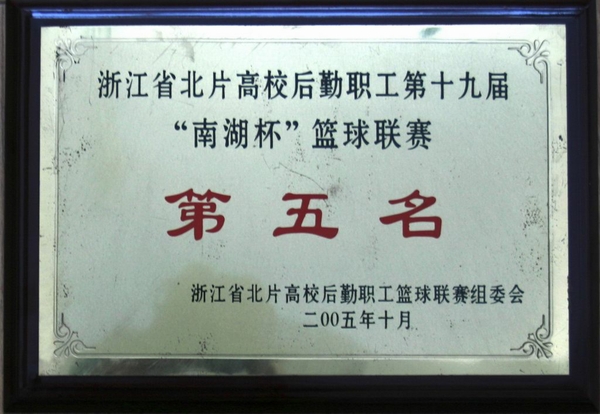 浙江省北片高校后勤职工第十九届
“南湖杯”篮球联赛
第五名
浙江省北片高校后勤职工篮球联赛组委会
二00五年十月